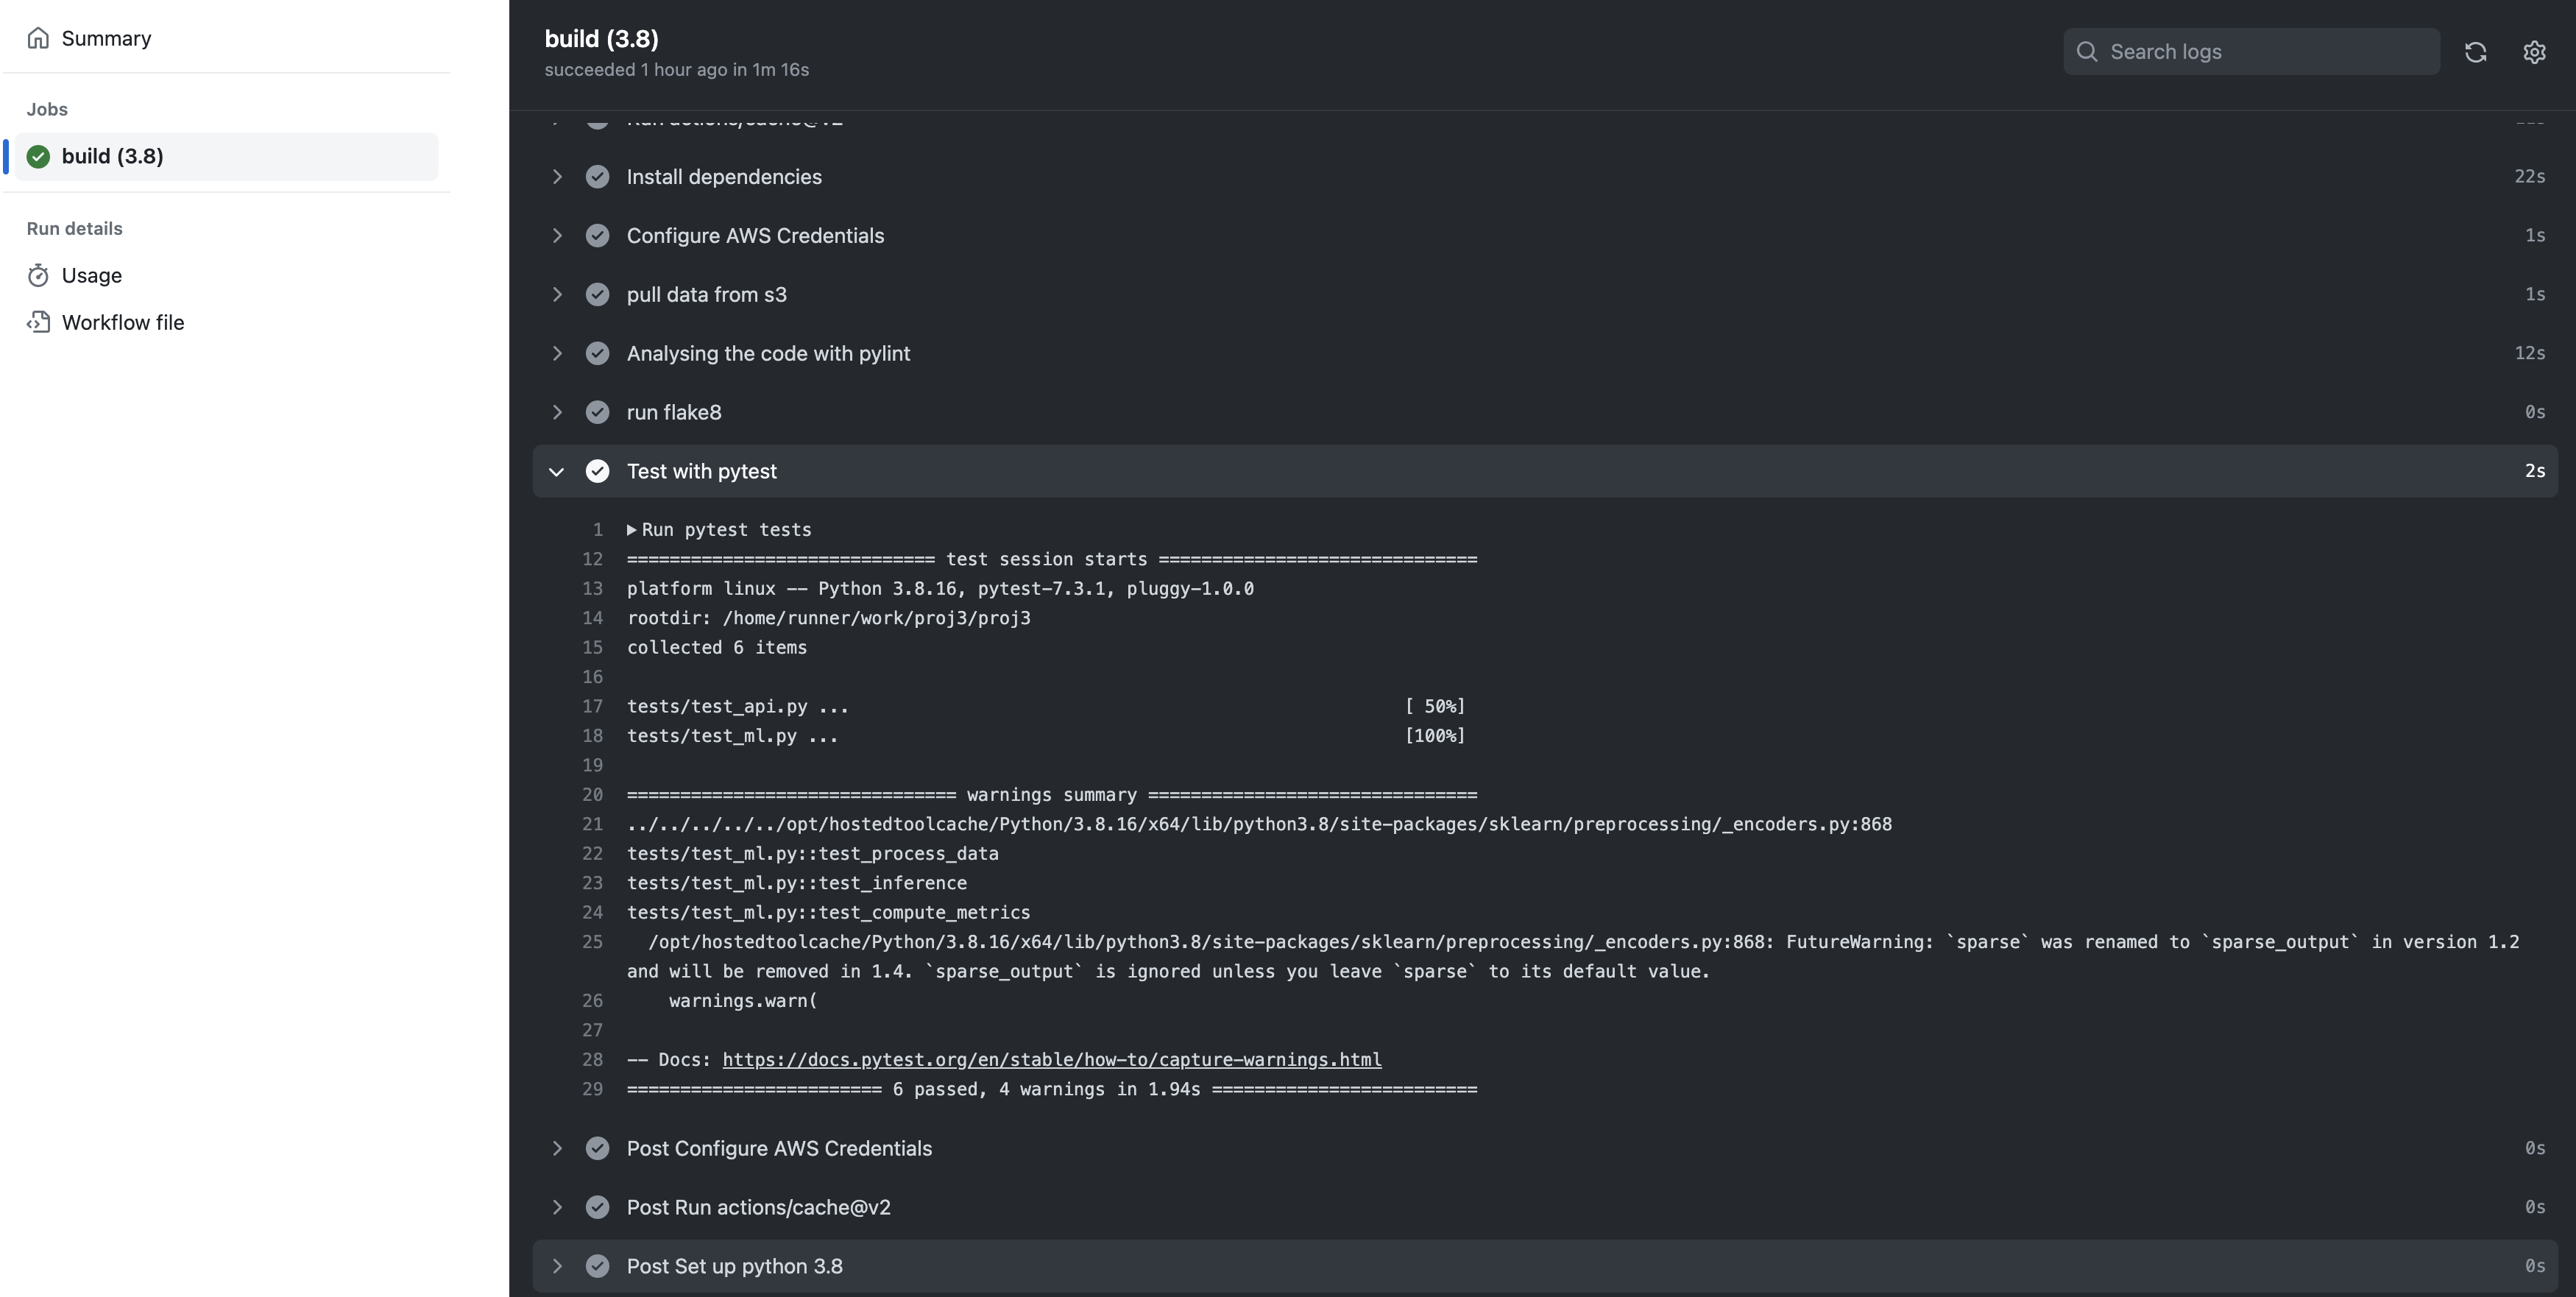 Summary
Jobs
build (3.8)
Run details
Usage
Workflow file
build (3.8)
succeeded 1 hour ago in 1m 16s
Search logs
Run actions/cache@v2
Install dependencies 22s
Configure AWS Credentials 1s
pull data from s3 1s
Analysing the code with pylint 12s
run flake8 0s
Test with pytest 2s
1 Run pytest tests
12 ============================= test session starts ==============================
13 platform linux -- Python 3.8.16, pytest-7.3.1, pluggy-1.0.0
14 rootdir: /home/runner/work/proj3/proj3
15 collected 6 items
16
17 tests/test_api.py ... [ 50%]
18 tests/test_ml.py ... [100%]
19
20 =============================== warnings summary ===============================
21 ../../../../../opt/hostedtoolcache/Python/3.8.16/x64/lib/python3.8/site-packages/sklearn/preprocessing/_encoders.py:868
22 tests/test_ml.py::test_process_data
23 tests/test_ml.py::test_inference
24 tests/test_ml.py::test_compute_metrics
25 /opt/hostedtoolcache/Python/3.8.16/x64/lib/python3.8/site-packages/sklearn/preprocessing/_encoders.py:868: FutureWarning: `sparse` was renamed to `sparse_output` in version 1.2
and will be removed in 1.4. `sparse_output` is ignored unless you leave `sparse` to its default value.
26 warnings.warn(
27
28 -- Docs: https://docs.pytest.org/en/stable/how-to/capture-warnings.html
29 ======================== 6 passed, 4 warnings in 1.94s =========================
Post Configure AWS Credentials 0s
Post Run actions/cache@v2 0s
Post Set up python 3.8 0s